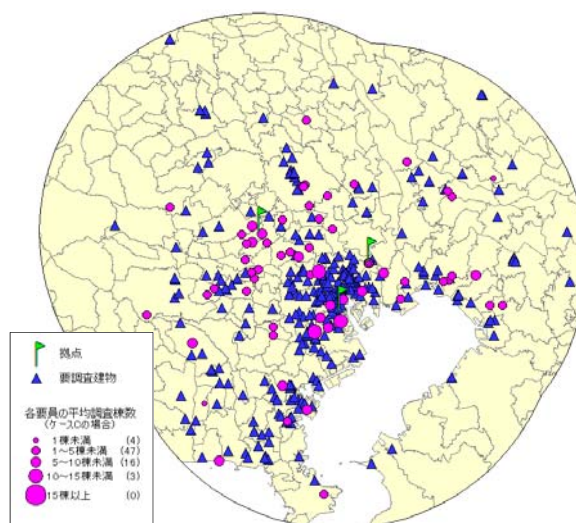 拠点
要調査建物
各要員の平均調査棟数
(ケースCの場合)
1棟未満 (4)
1~5棟未満 (47)
5~10棟未満 (16)
10~15棟未満 (3)
15棟以上 (0)